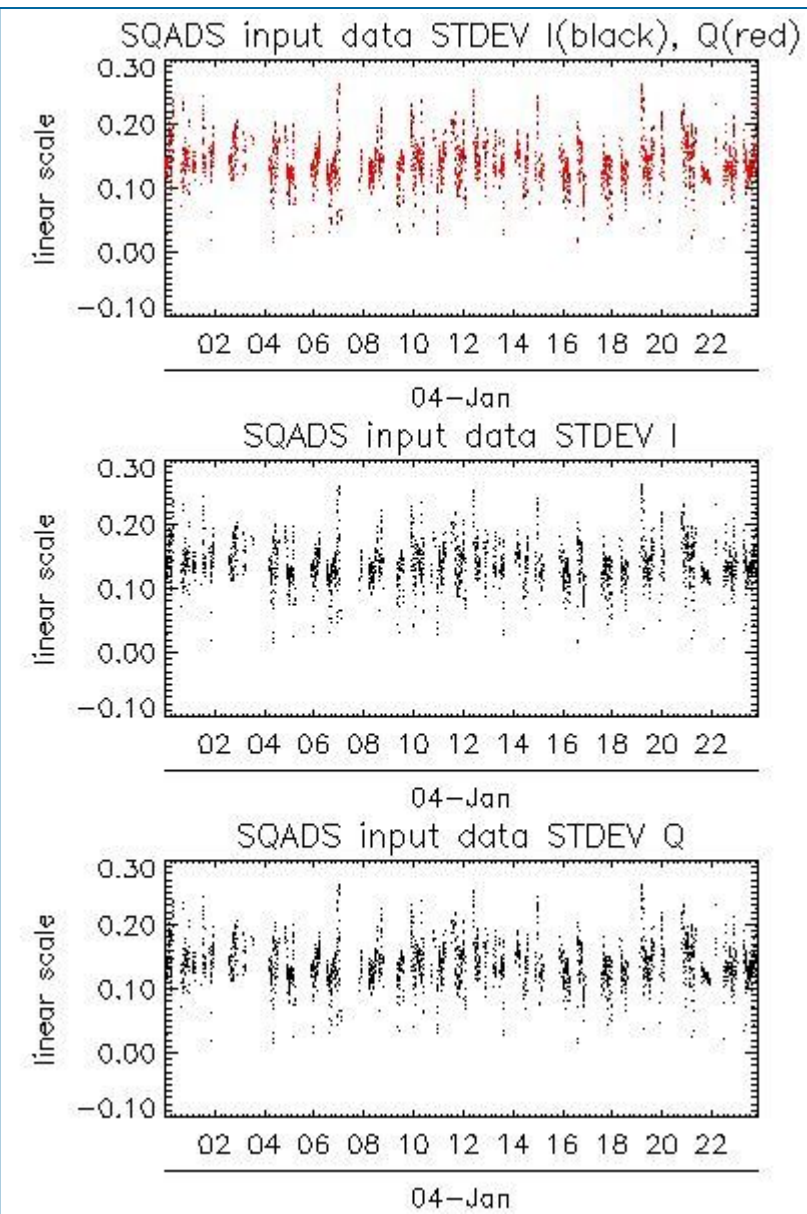 SQADS input data STDEV I(black), Q(red)
0.30
0.20
0.10
0.00
-0.10
linear scale
02 04 06 08 10 12 14 16 18 20 22
04-Jan
SQADS input data STDEV I
0.30
0.20
0.10
0.00
-0.10
linear scale
02 04 06 08 10 12 14 16 18 20 22
04-Jan
SQADS input data STDEV Q
0.30
0.20
0.10
0.00
-0.10
linear scale
02 04 06 08 10 12 14 16 18 20 22
04-Jan